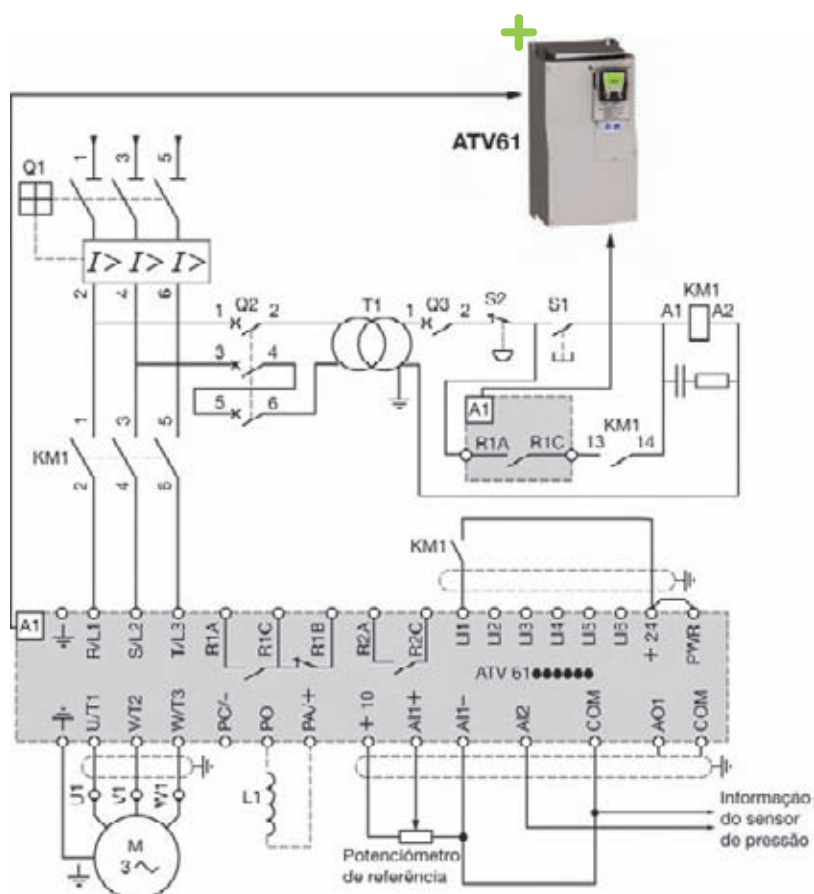 ATV61
1 3 5
Q1
I> I> I>
2 4 6
1 Q2 2
T1
1 Q3 2
S2
S1
KM1
A1 A2
3 4
5 6
A1
R1A R1C
KM1
13 14
1 3 5
KM1
2 4 6
KM1
A1
R/L1
S/L2
T/L3
R1A
R1C
R1B
R2A
R2C
LI1
LI2
LI3
LI4
LI5
LI6
+ 24
PWR
ATV 61●●●●●●
U/T1
V/T2
W/T3
PC/-
PO
PA/+
+ 10
AI1+
AI1-
AI2
COM
AO1
COM
U1
V1
W1
L1
M
3~
Potenciómetro
de referência
Informação
do sensor
de pressão